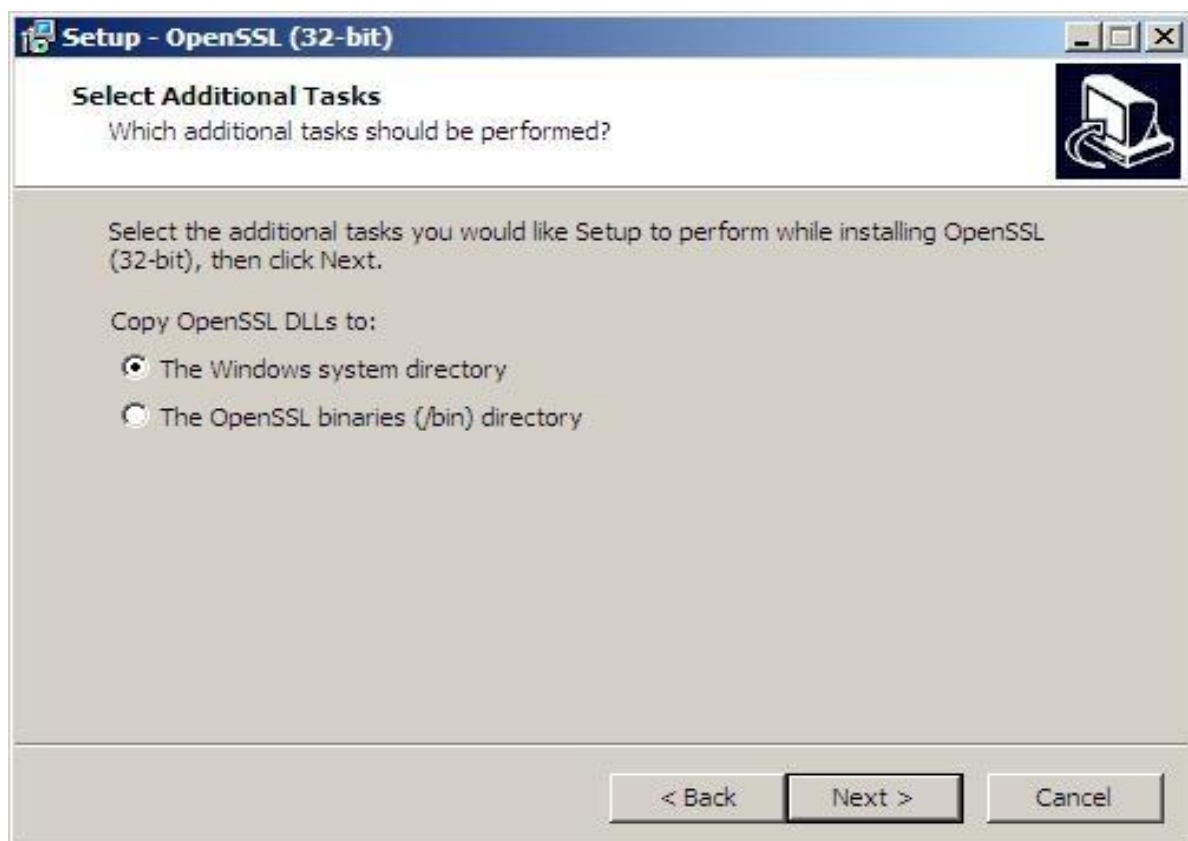 Setup - OpenSSL (32-bit)
Select Additional Tasks
Which additional tasks should be performed?
Select the additional tasks you would like Setup to perform while installing OpenSSL
(32-bit), then click Next.
Copy OpenSSL DLLs to:
The Windows system directory
The OpenSSL binaries (/bin) directory
< Back Next > Cancel